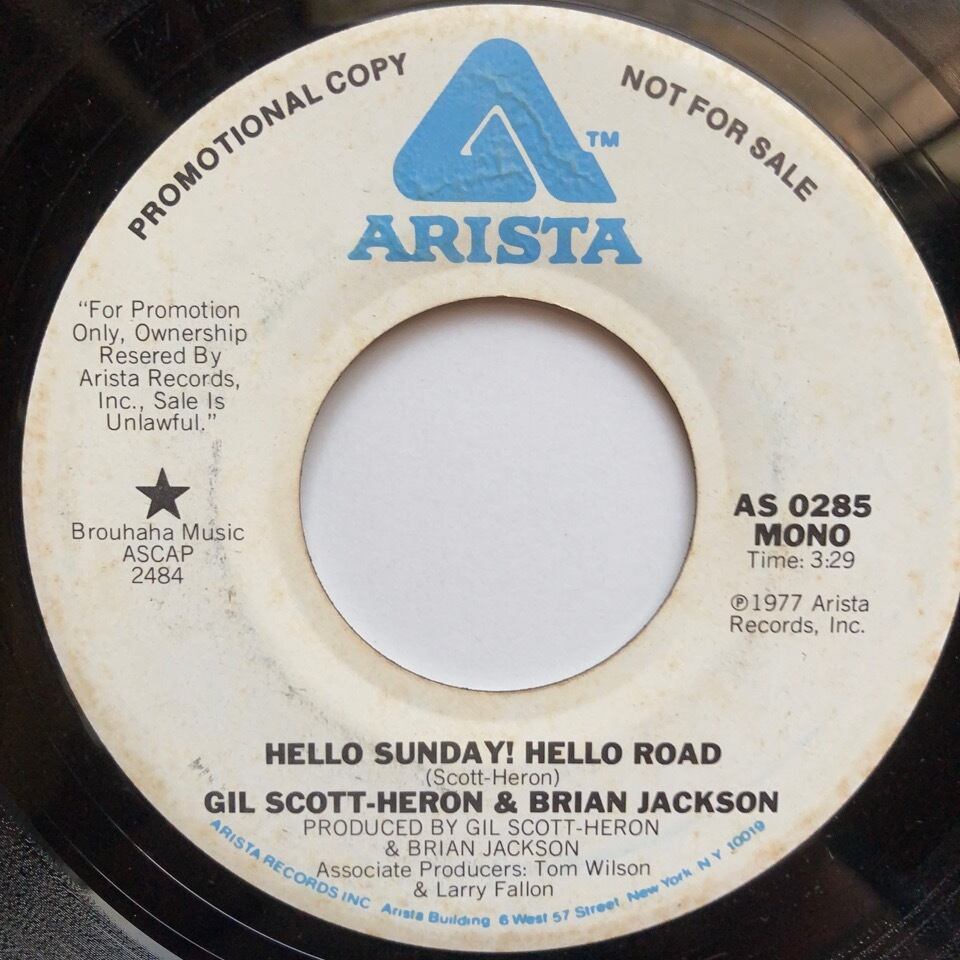 PROMOTIONAL COPY
NOT FOR SALE
TM
ARISTA
“For Promotion
Only, Ownership
Resered By
Arista Records,
Inc., Sale Is
Unlawful.”
Brouhaha Music
ASCAP
2484
AS 0285
MONO
Time: 3:29
℗1977 Arista
Records, Inc.
HELLO SUNDAY! HELLO ROAD
(Scott-Heron)
GIL SCOTT-HERON & BRIAN JACKSON
PRODUCED BY GIL SCOTT-HERON
& BRIAN JACKSON
Associate Producers: Tom Wilson
& Larry Fallon
ARISTA RECORDS INC Arista Building 6 West 57 Street New York NY 10019